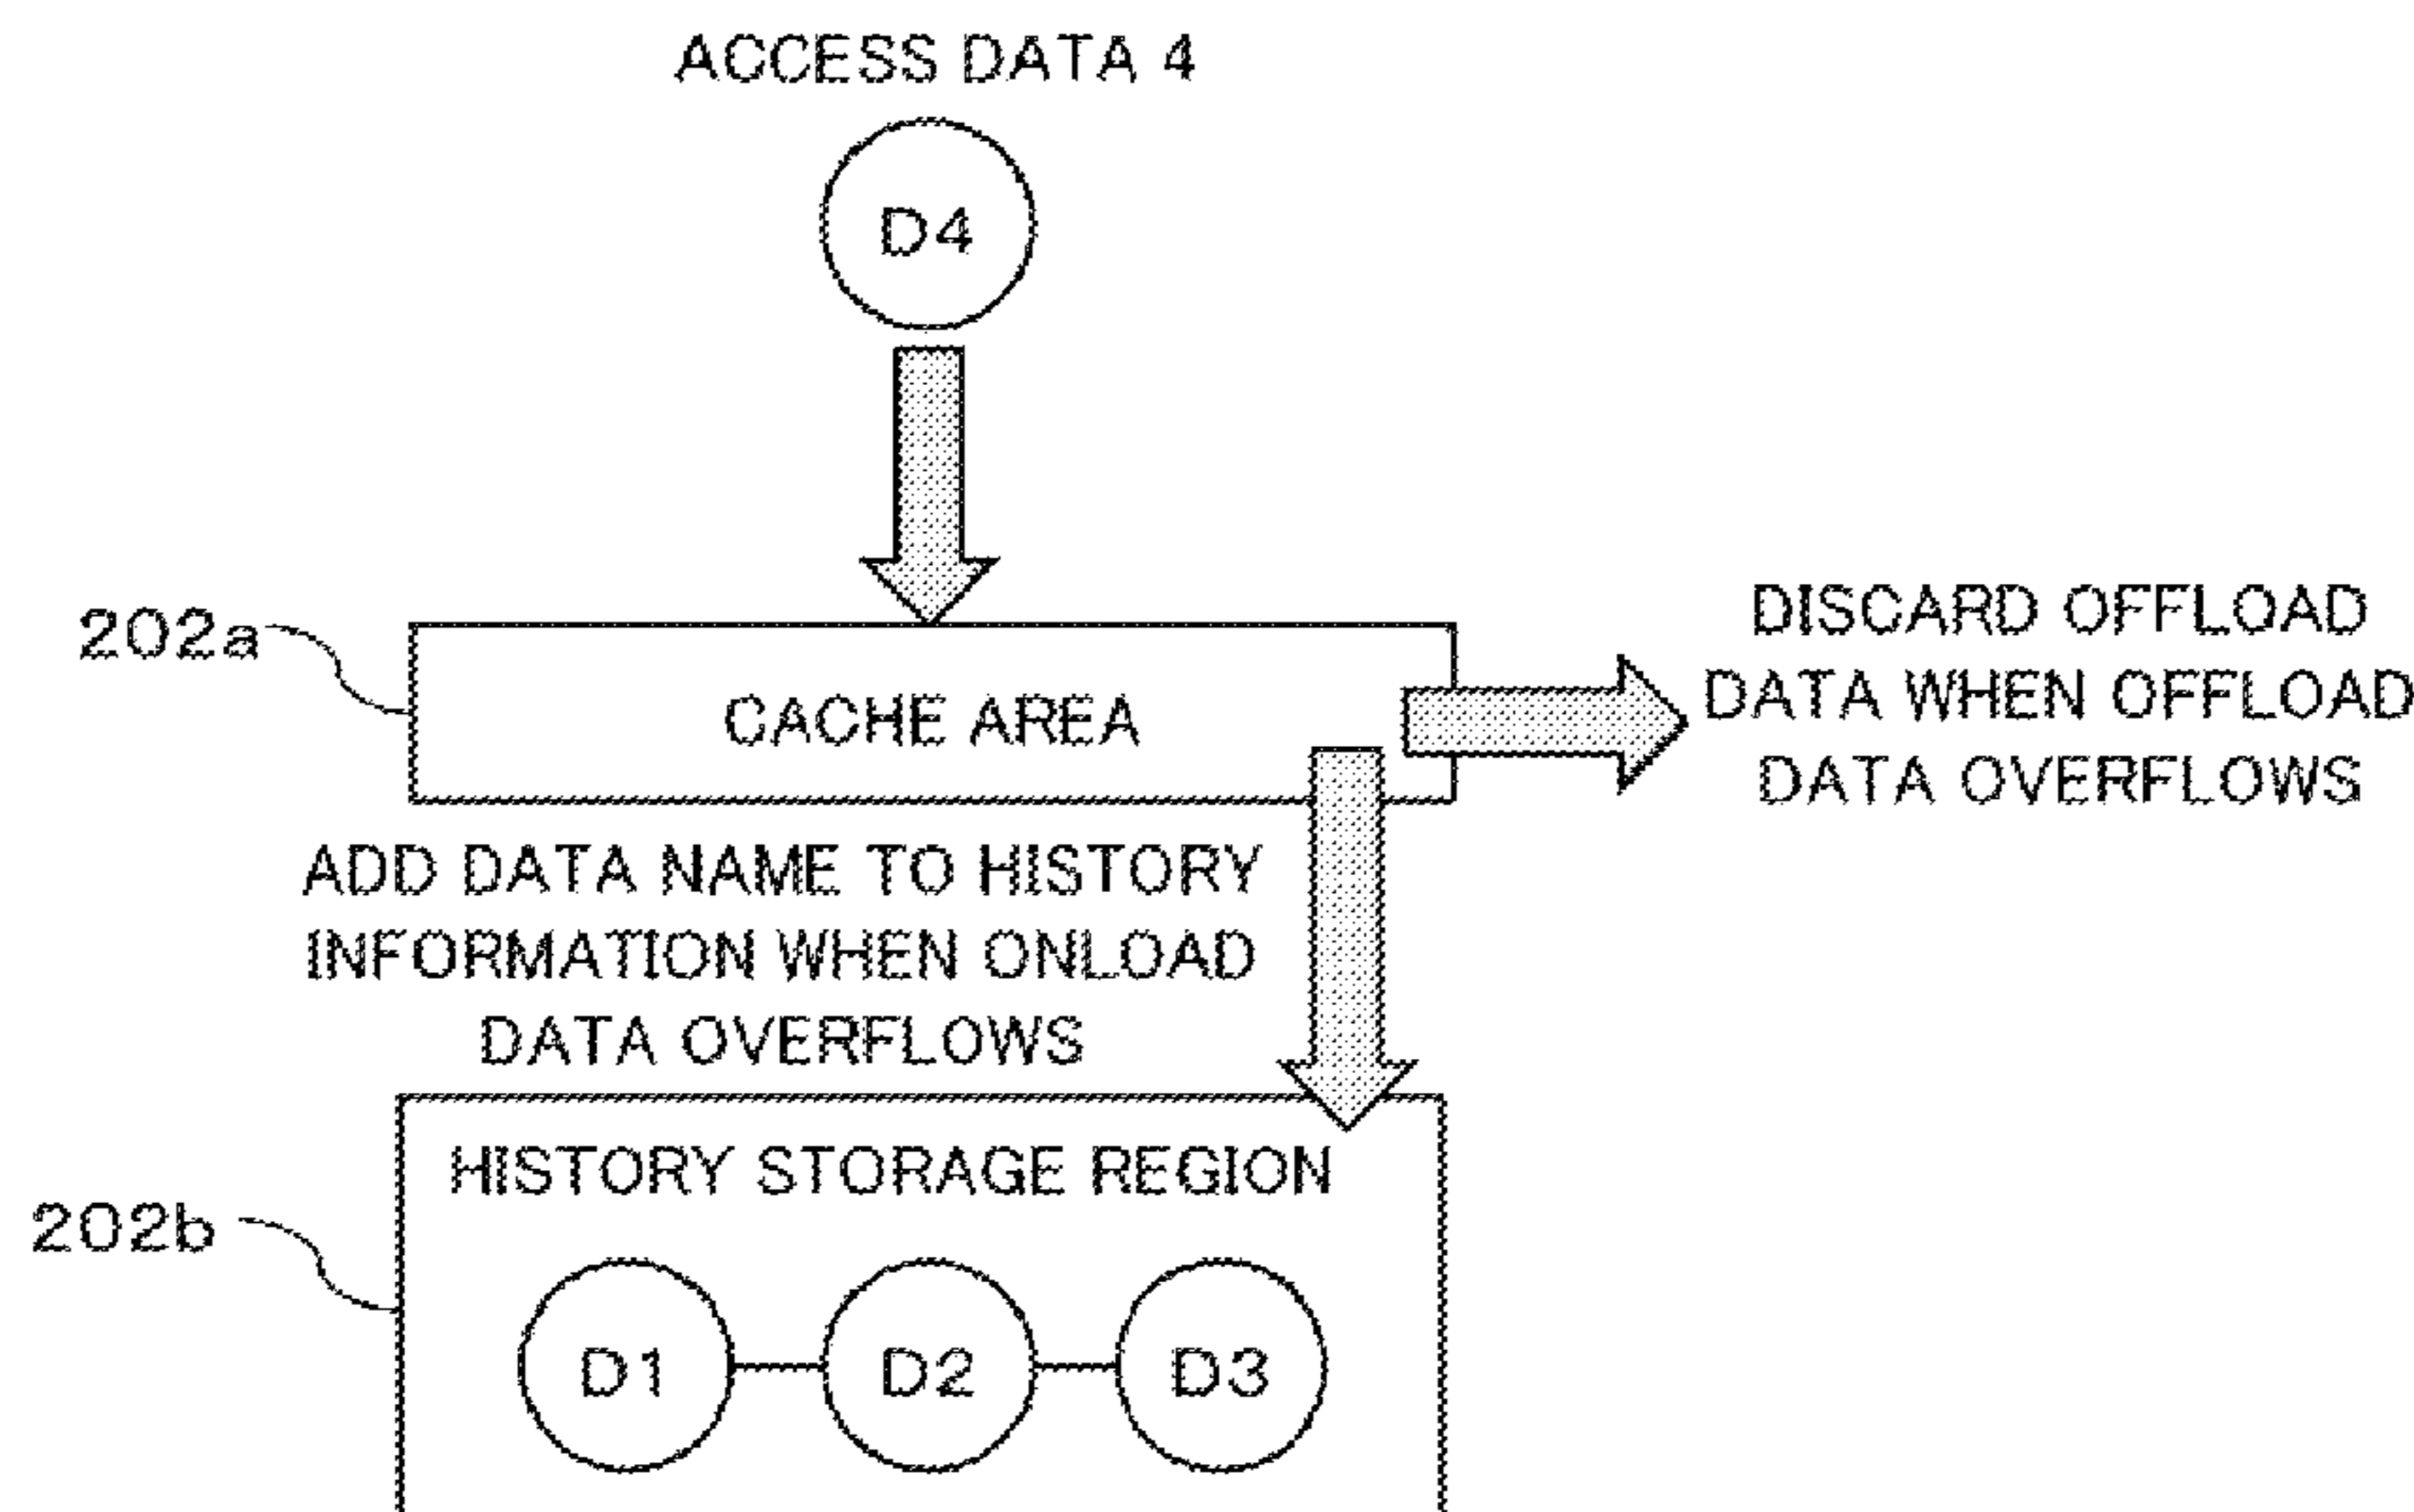 ACCESS DATA 4
D4
202a
CACHE AREA
DISCARD OFFLOAD
DATA WHEN OFFLOAD
DATA OVERFLOWS
ADD DATA NAME TO HISTORY
INFORMATION WHEN ONLOAD
DATA OVERFLOWS
HISTORY STORAGE REGION
202b
D1
D2
D3